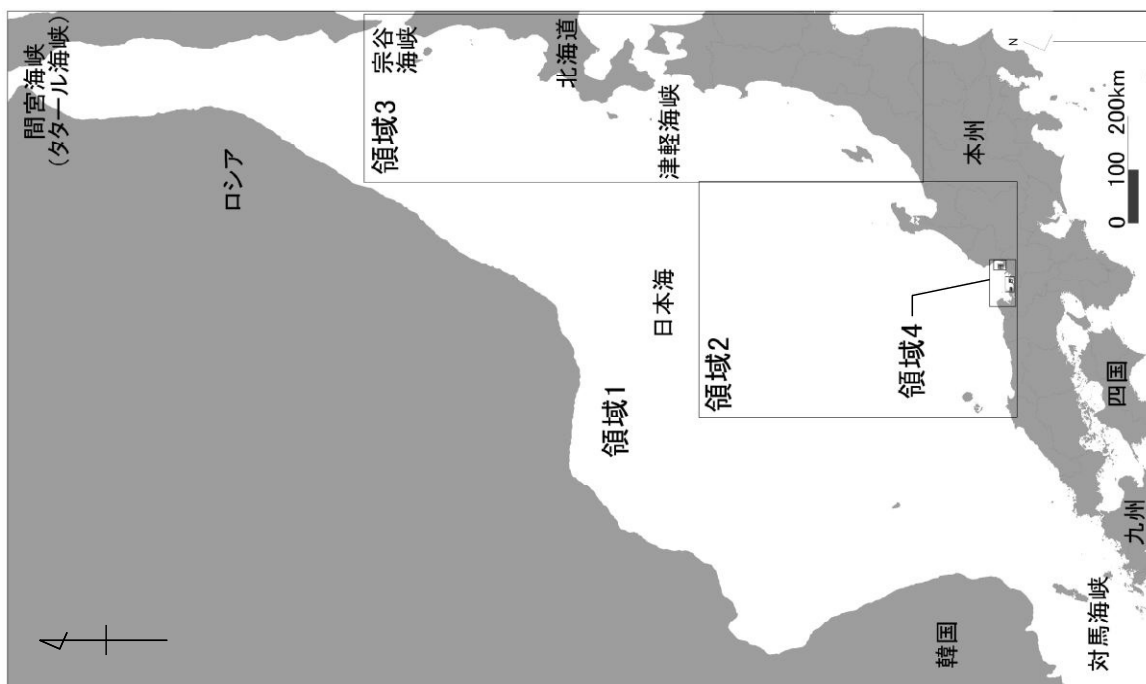 間宮海峡
(タタール海峡)
ロシア
宗谷
海峡
領域3
北海道
津軽海峡
日本海
領域1
領域2
領域4
本州
韓国
対馬海峡
九州
四国
N
0 100 200km